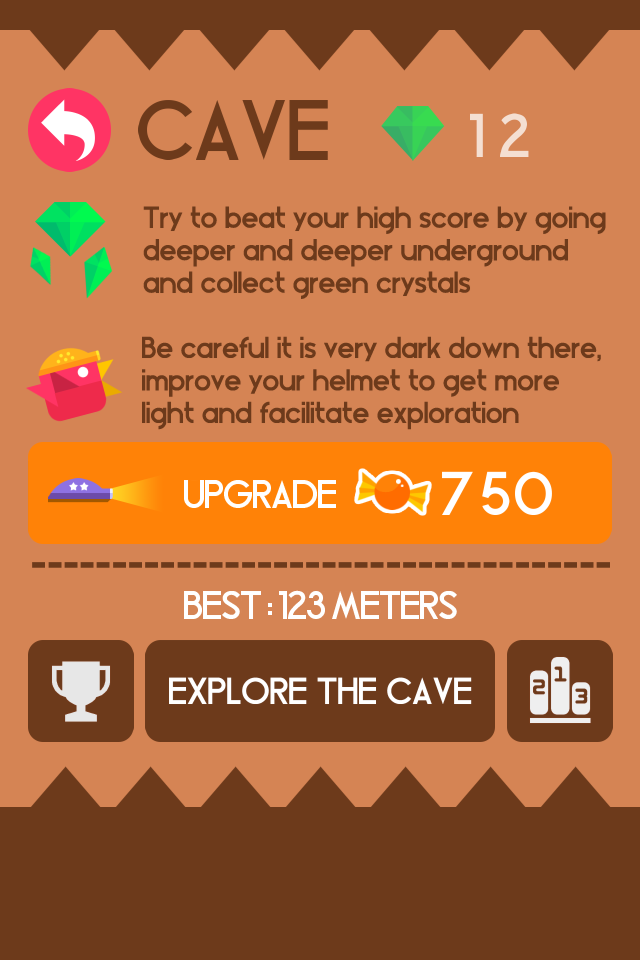 CAVE 12
Try to beat your high score by going
deeper and deeper underground
and collect green crystals
Be careful it is very dark down there,
improve your helmet to get more
light and facilitate exploration
UPGRADE 750
BEST : 123 METERS
EXPLORE THE CAVE
2 1 3